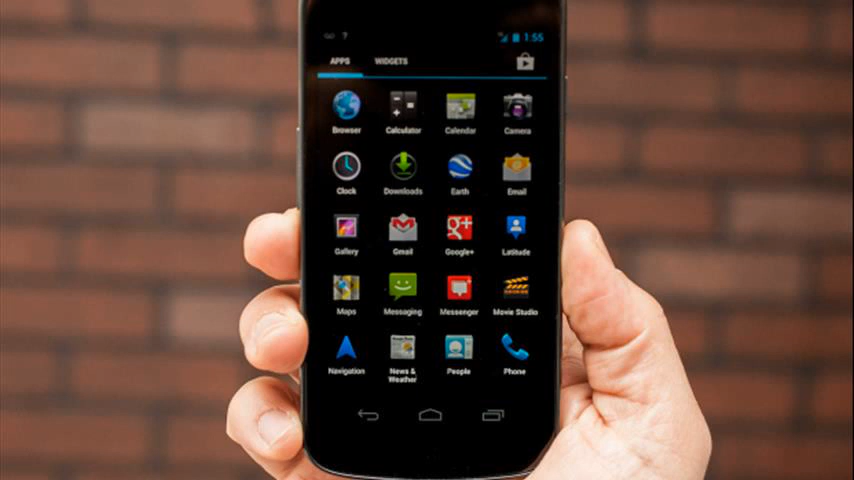 1:55
APPS WIDGETS
Browser Calculator Calendar Camera
Clock Downloads Earth Email
Gallery Gmail Google+ Latitude
Maps Messaging Messenger Movie Studio
Navigation News & Weather People Phone